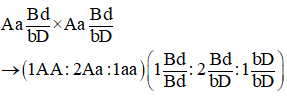 Aa Bd/bD × Aa Bd/bD
→ (1AA : 2Aa : 1aa) (1 Bd/Bd : 2 Bd/bD : 1 bD/bD)